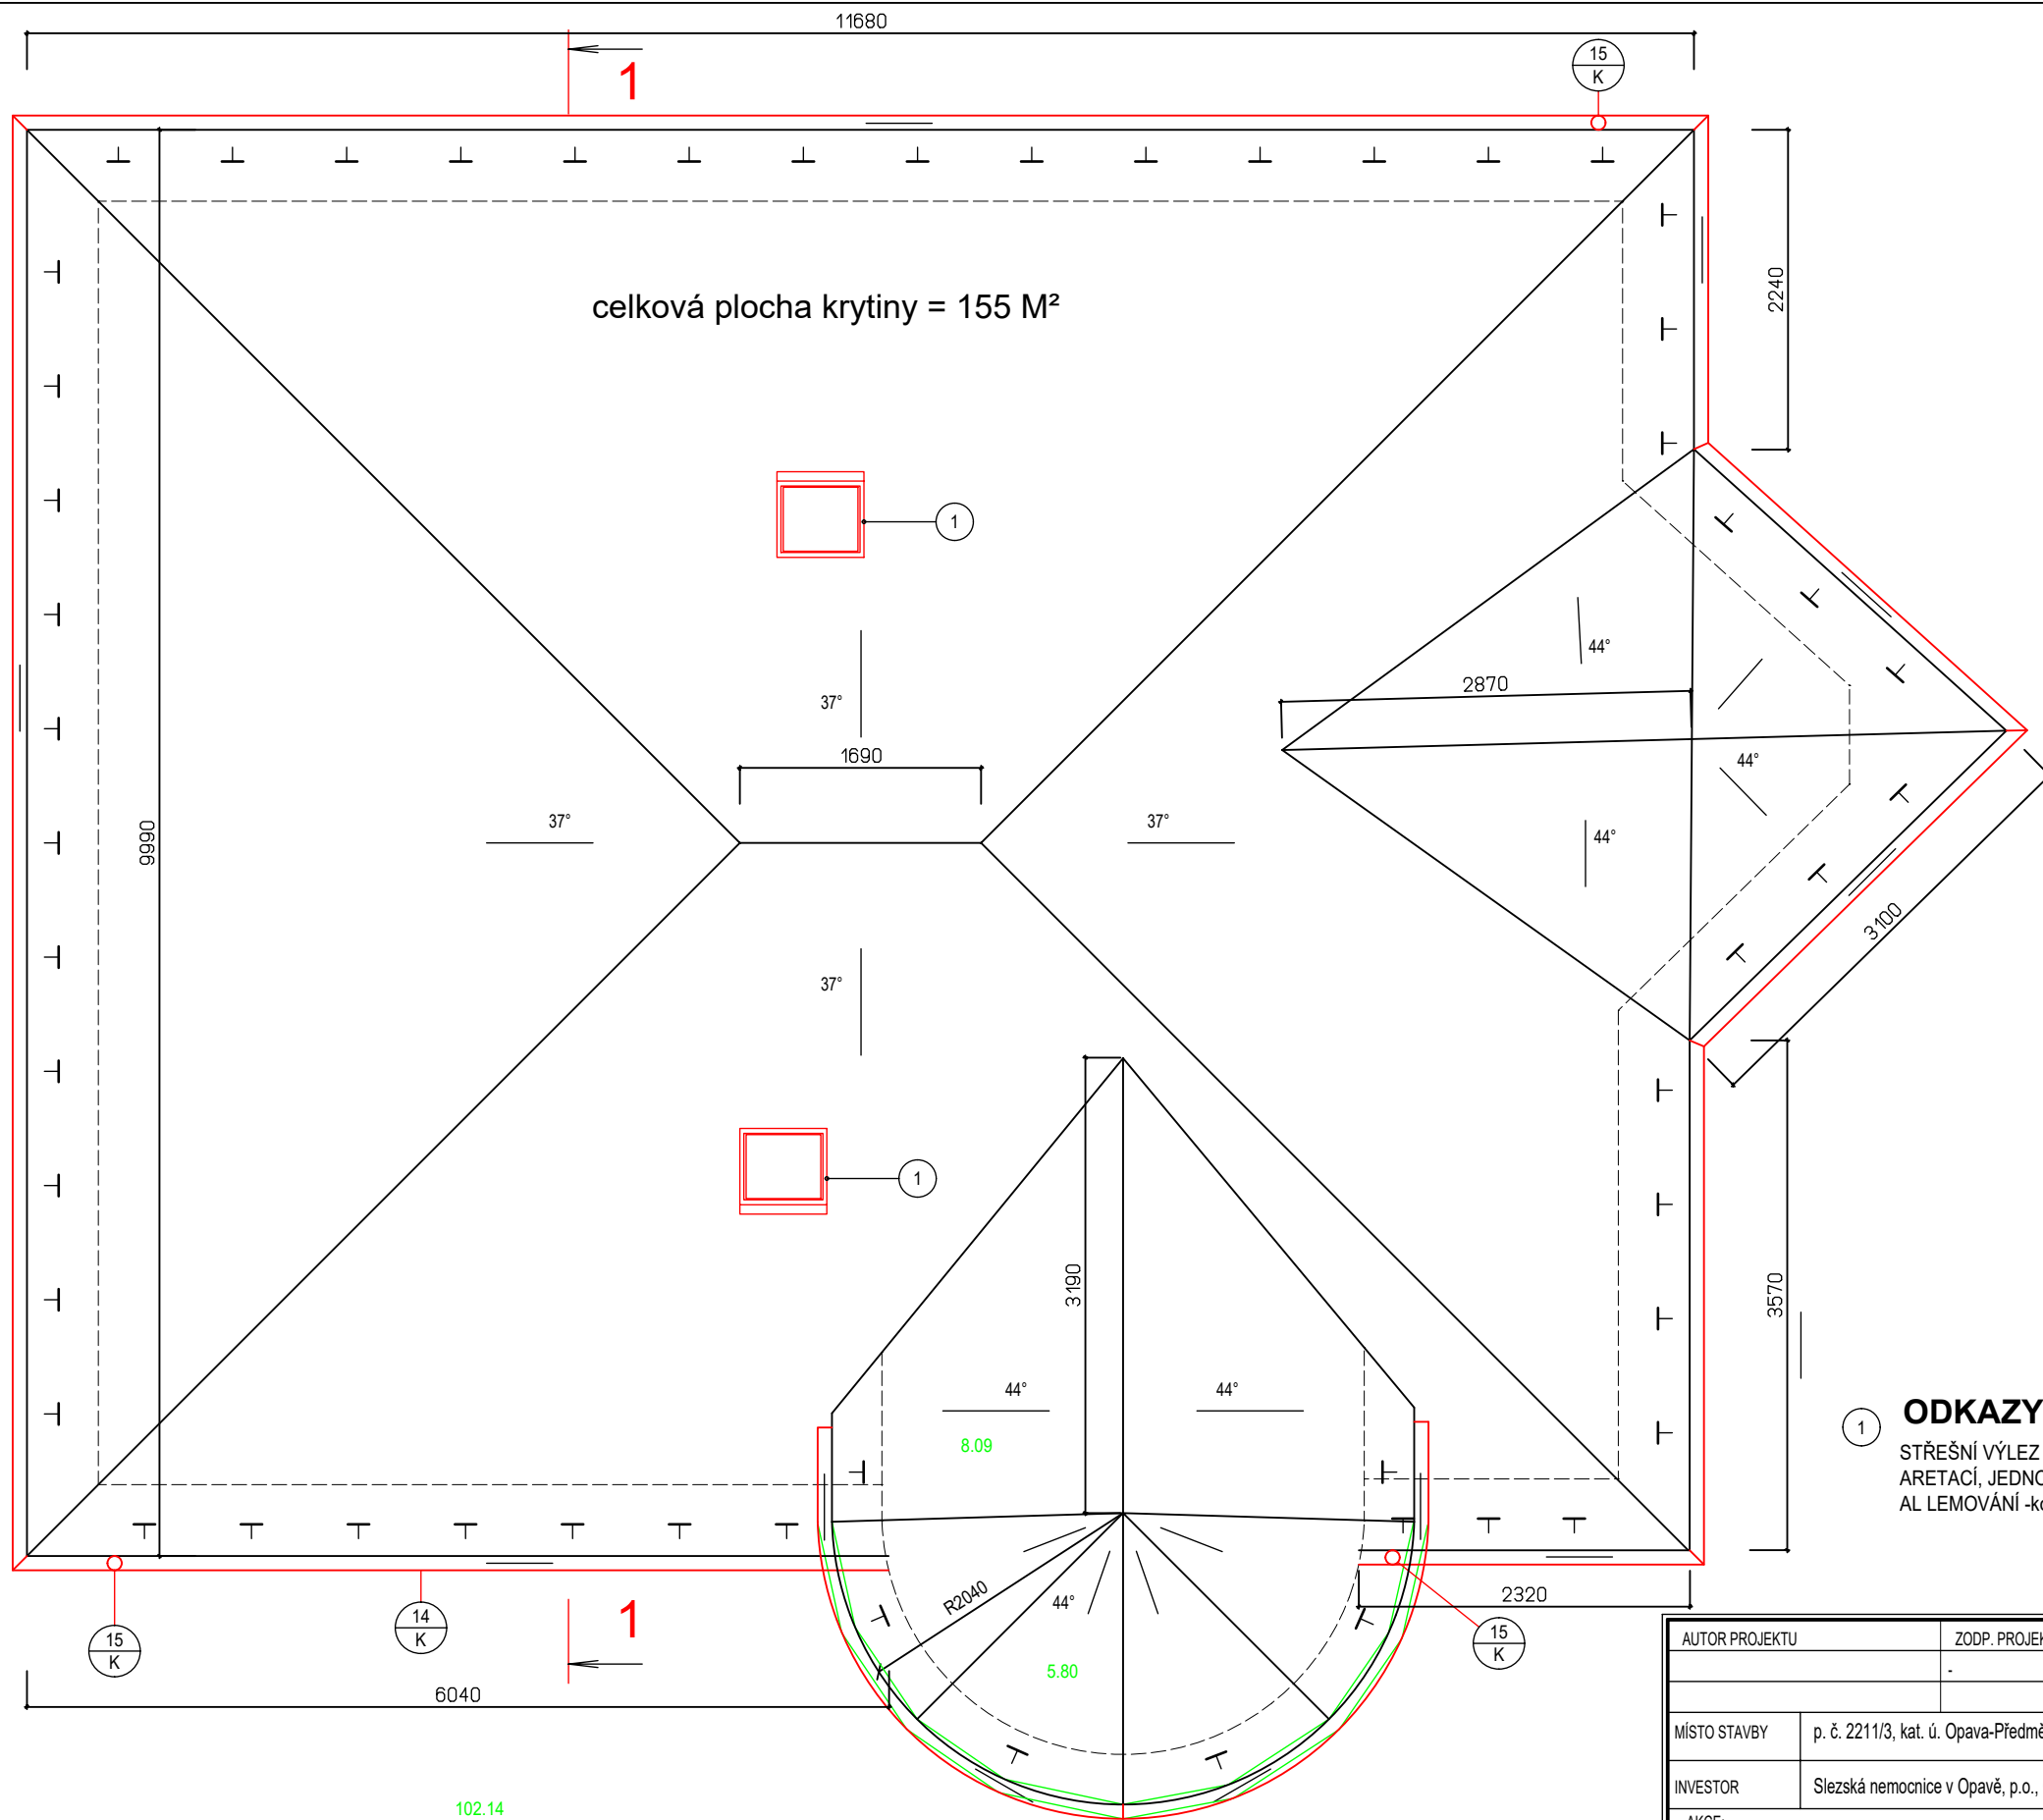 11680
1
15
K
2240
celková plocha krytiny = 155 M²
1
44°
2870
37°
1690
44°
9990
37°
37°
44°
3100
37°
1
3190
3570
44°
44°
8.09
1
ODKAZY
STŘEŠNÍ VÝLEZ
ARETACÍ, JEDNO
AL LEMOVÁNÍ -ko
R2040
44°
2320
15
K
14
K
1
15
K
5.80
6040
102.14
AUTOR PROJEKTU
ZODP. PROJEK
-
MÍSTO STAVBY
p. č. 2211/3, kat. ú. Opava-Předmě
INVESTOR
Slezská nemocnice v Opavě, p.o.,